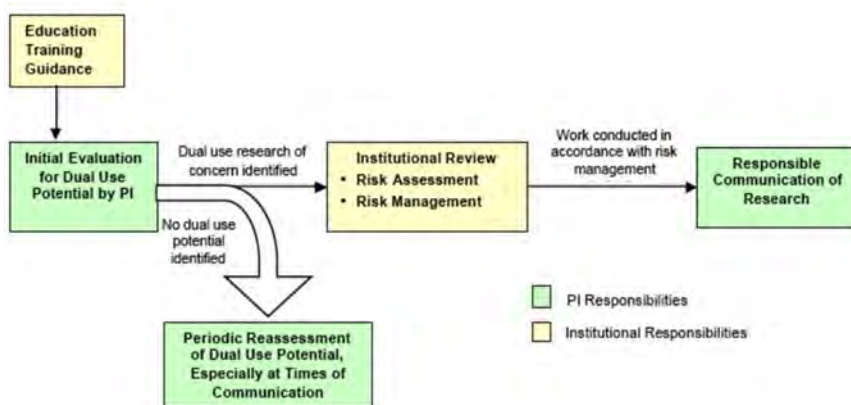 Education
Training
Guidance
Initial Evaluation
for Dual Use
Potential by PI
Dual use research of
concern identified
Institutional Review
• Risk Assessment
• Risk Management
Work conducted in
accordance with risk
management
Responsible
Communication of
Research
No dual use
potential
identified
Periodic Reassessment
of Dual Use Potential,
Especially at Times of
Communication
PI Responsibilities
Institutional Responsibilities